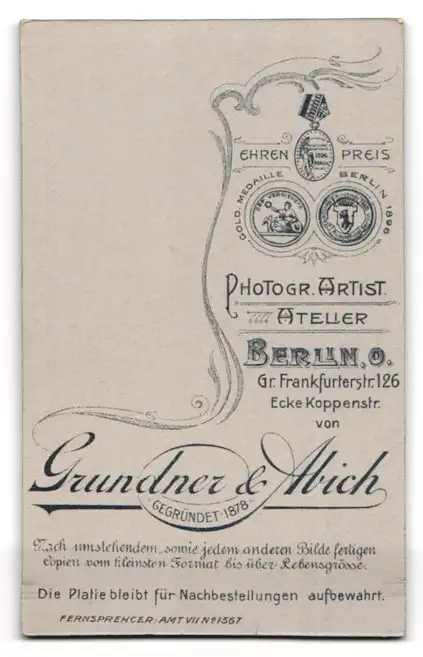 EHREN PREIS
GOLD. MEDAILLE BERLIN 1896
PHOTOGR. ARTIST.
ATELIER
BERLIN. O.
Gr. Frankfurterstr. 126
Ecke Koppenstr.
von
Grundner & Abich
GEGRÜNDET 1878.
Nach umstehendem, sowie jedem anderen Bilde fertigen
Copien vom kleinsten Format bis über Lebensgrösse.
Die Platte bleibt für Nachbestellungen aufbewahrt.
FERNSPREHCER: AMT VII Nº 1567